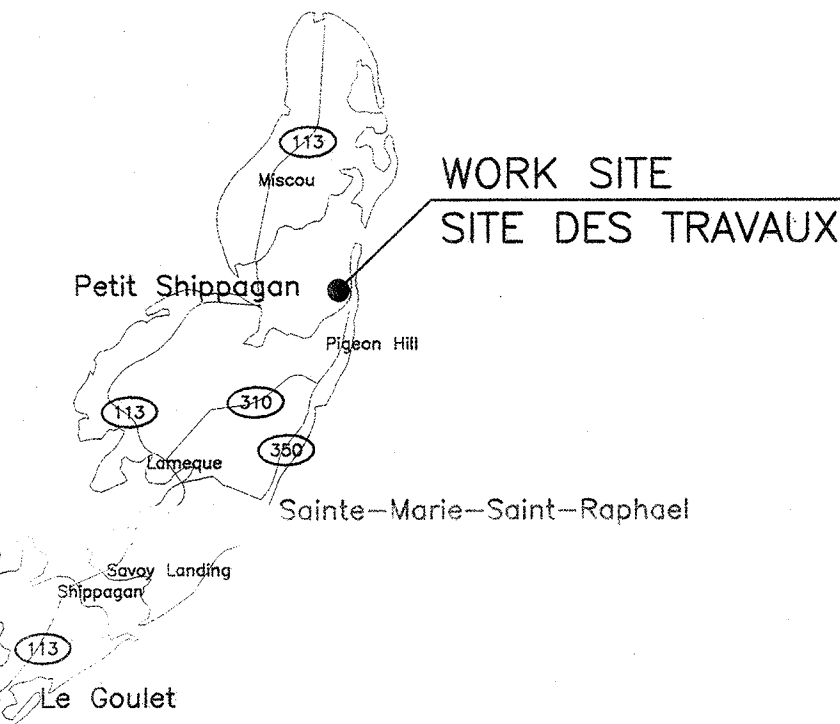 113
Miscou
WORK SITE
SITE DES TRAVAUX
Petit Shippagan
Pigeon Hill
310
113
350
Lameque
Sainte-Marie-Saint-Raphael
Savoy Landing
Shippagan
113
Le Goulet